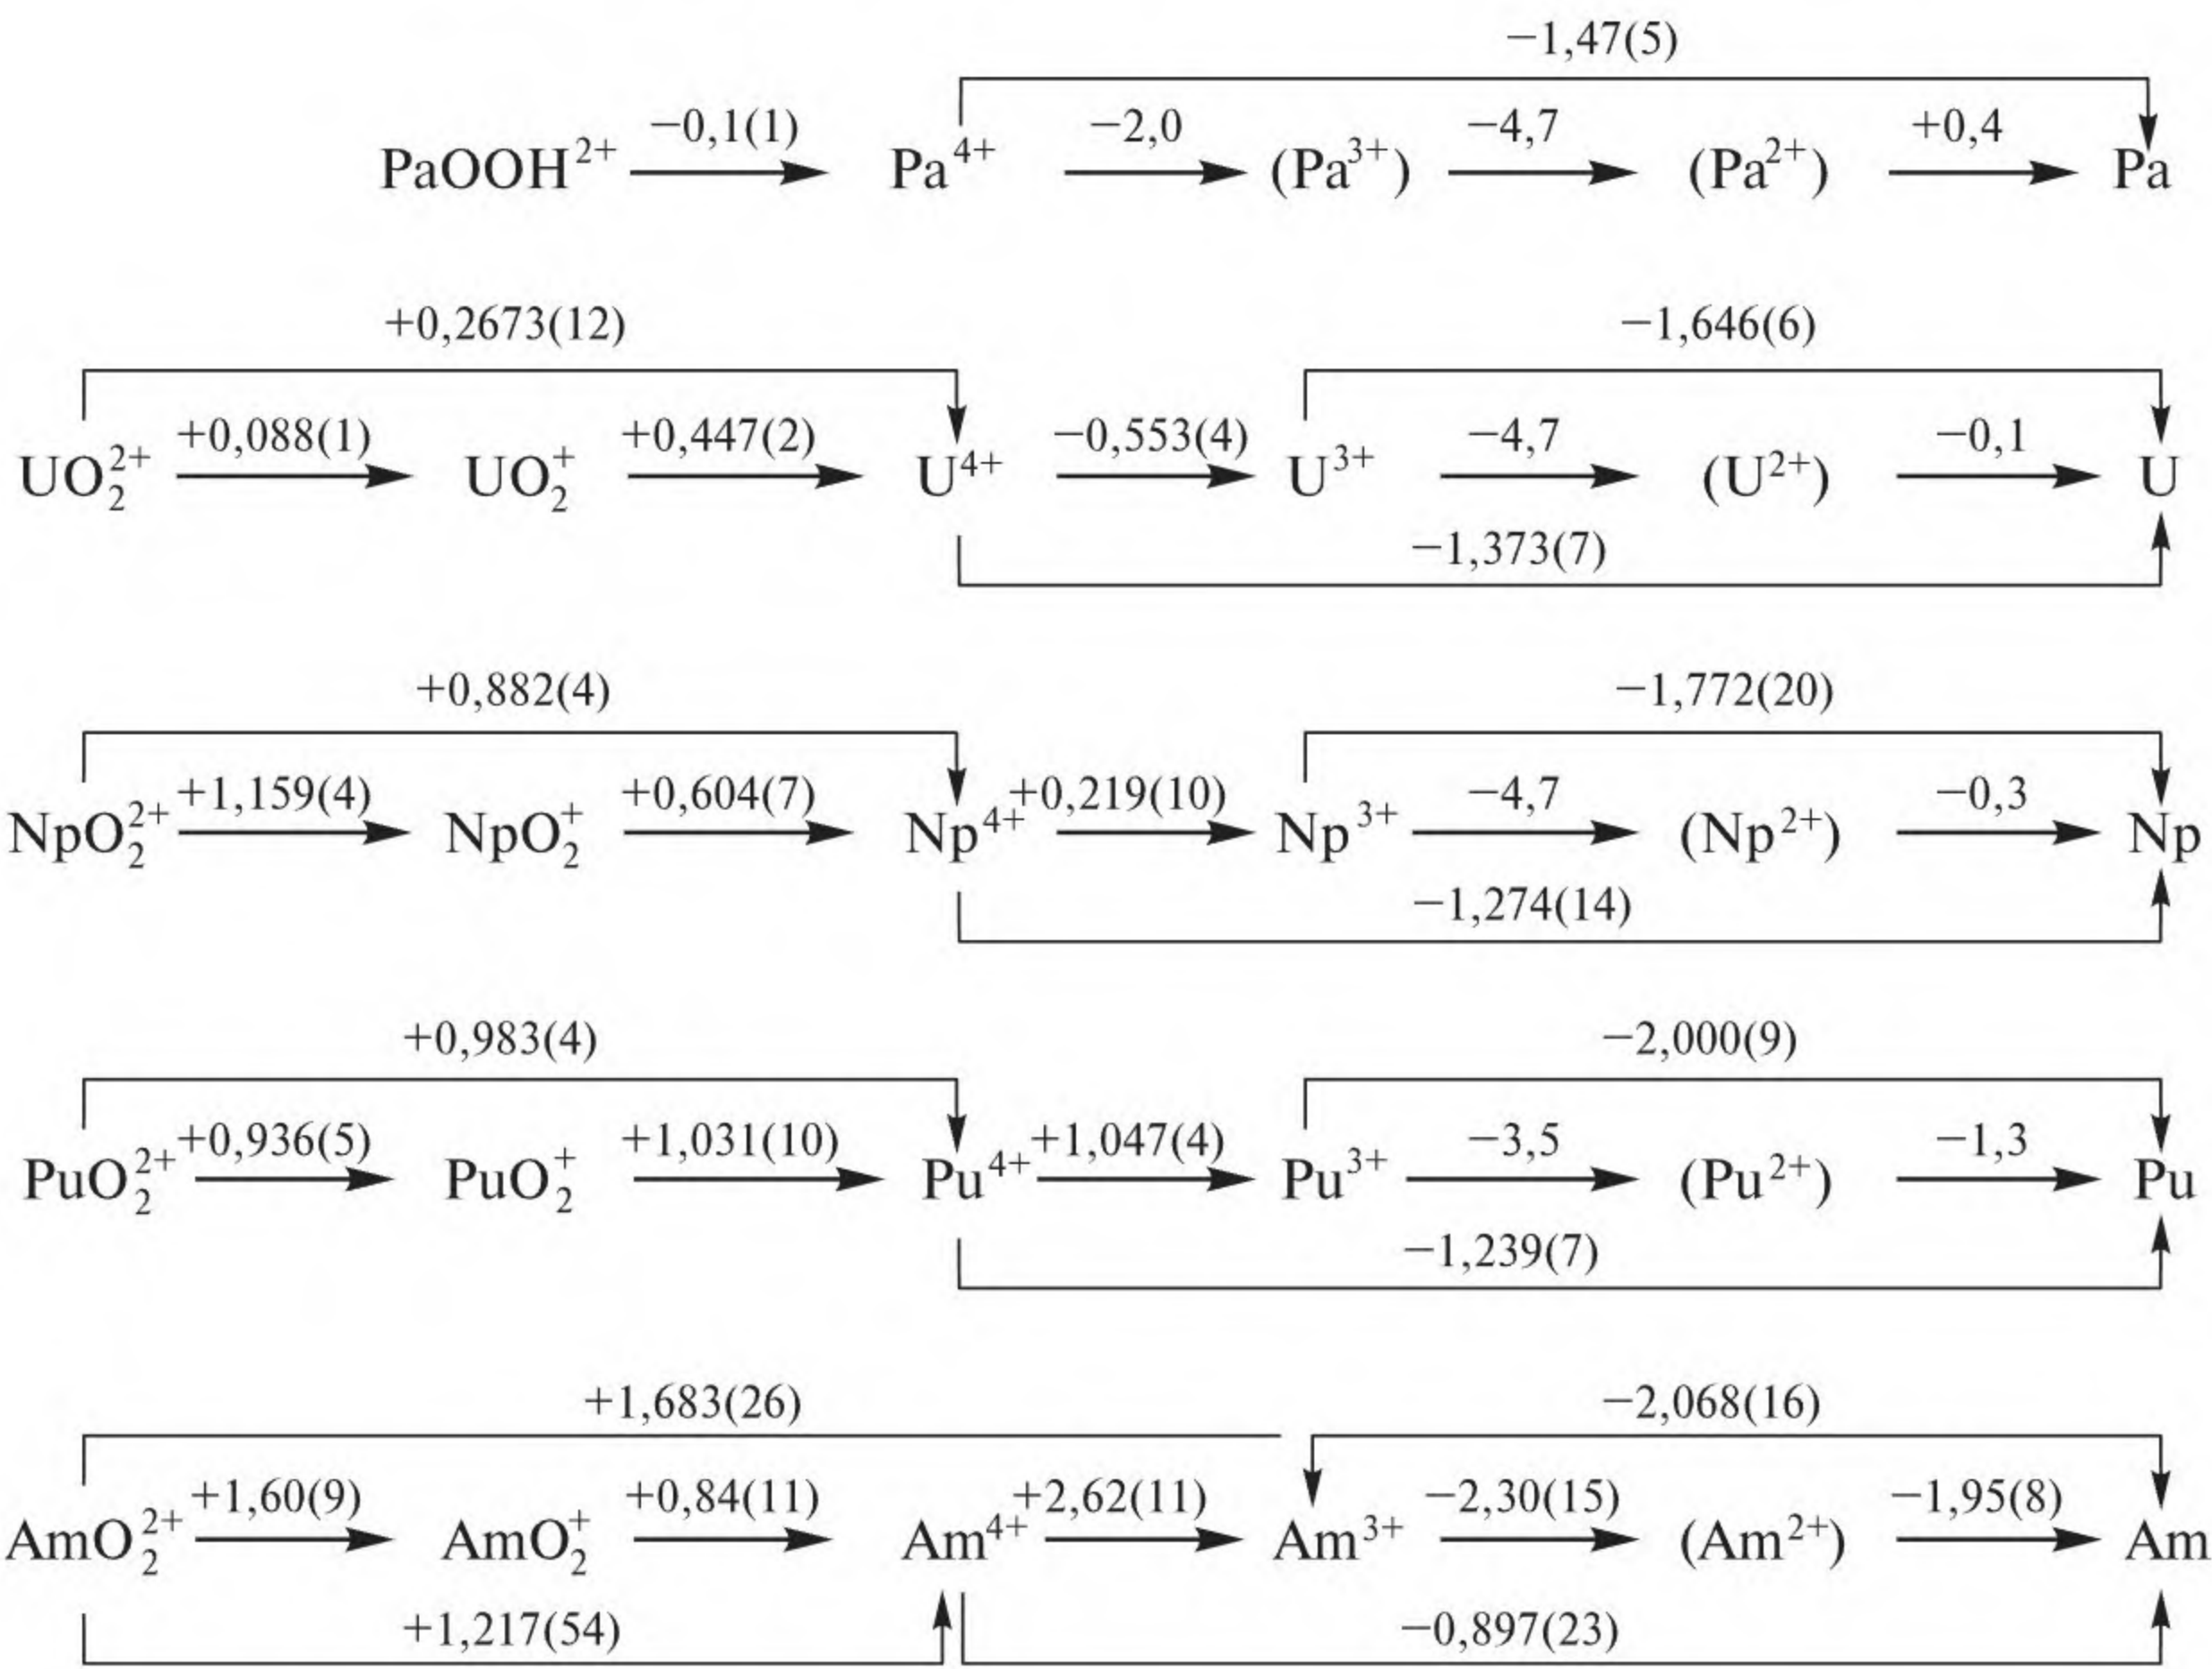 −1,47(5)
−0,1(1) −2,0 −4,7 +0,4
PaOOH²⁺ Pa⁴⁺ (Pa³⁺) (Pa²⁺) Pa
+0,2673(12) −1,646(6)
+0,088(1) +0,447(2) −0,553(4) −4,7 −0,1
UO₂²⁺ UO₂⁺ U⁴⁺ U³⁺ (U²⁺) U
−1,373(7)
+0,882(4) −1,772(20)
+1,159(4) +0,604(7) +0,219(10) −4,7 −0,3
NpO₂²⁺ NpO₂⁺ Np⁴⁺ Np³⁺ (Np²⁺) Np
−1,274(14)
+0,983(4) −2,000(9)
+0,936(5) +1,031(10) +1,047(4) −3,5 −1,3
PuO₂²⁺ PuO₂⁺ Pu⁴⁺ Pu³⁺ (Pu²⁺) Pu
−1,239(7)
+1,683(26) −2,068(16)
+1,60(9) +0,84(11) +2,62(11) −2,30(15) −1,95(8)
AmO₂²⁺ AmO₂⁺ Am⁴⁺ Am³⁺ (Am²⁺) Am
+1,217(54) −0,897(23)